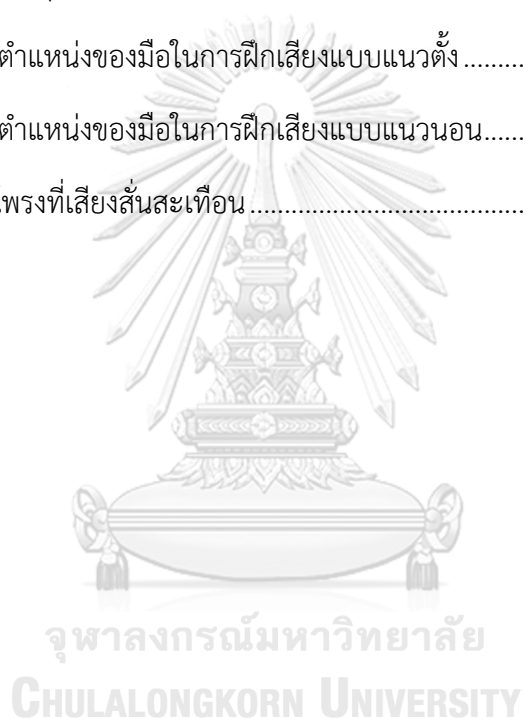 ตำแหน่งของมือในการฝึกเสียงแบบแนวตั้ง.........
ตำแหน่งของมือในการฝึกเสียงแบบแนวนอน......
โพรงที่เสียงสั่นสะเทือน.......................................
จุฬาลงกรณ์มหาวิทยาลัย
CHULALONGKORN UNIVERSITY